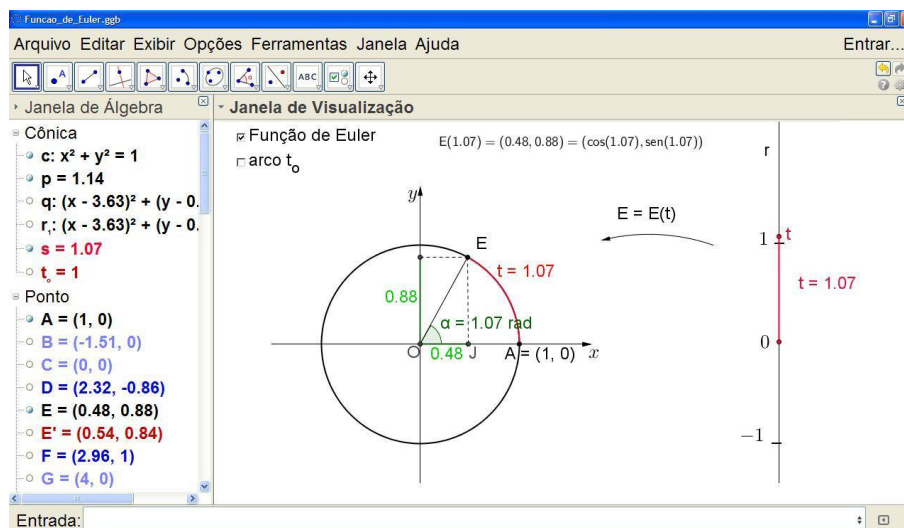 Funcao_de_Euler.ggb
Arquivo Editar Exibir Opções Ferramentas Janela Ajuda Entrar...
ABC
Janela de Álgebra
Cônica
c: x² + y² = 1
p = 1.14
q: (x - 3.63)² + (y - 0.
r₁: (x - 3.63)² + (y - 0.
s = 1.07
t₀ = 1
Ponto
A = (1, 0)
B = (-1.51, 0)
C = (0, 0)
D = (2.32, -0.86)
E = (0.48, 0.88)
E' = (0.54, 0.84)
F = (2.96, 1)
G = (4, 0)
Janela de Visualização
Função de Euler
arco t₀
E(1.07) = (0.48, 0.88) = (cos(1.07), sen(1.07))
r
y
E = E(t)
E
1
t
t = 1.07
t = 1.07
0.88
α = 1.07 rad
0
O
0.48
J
A = (1, 0)
x
−1
Entrada: